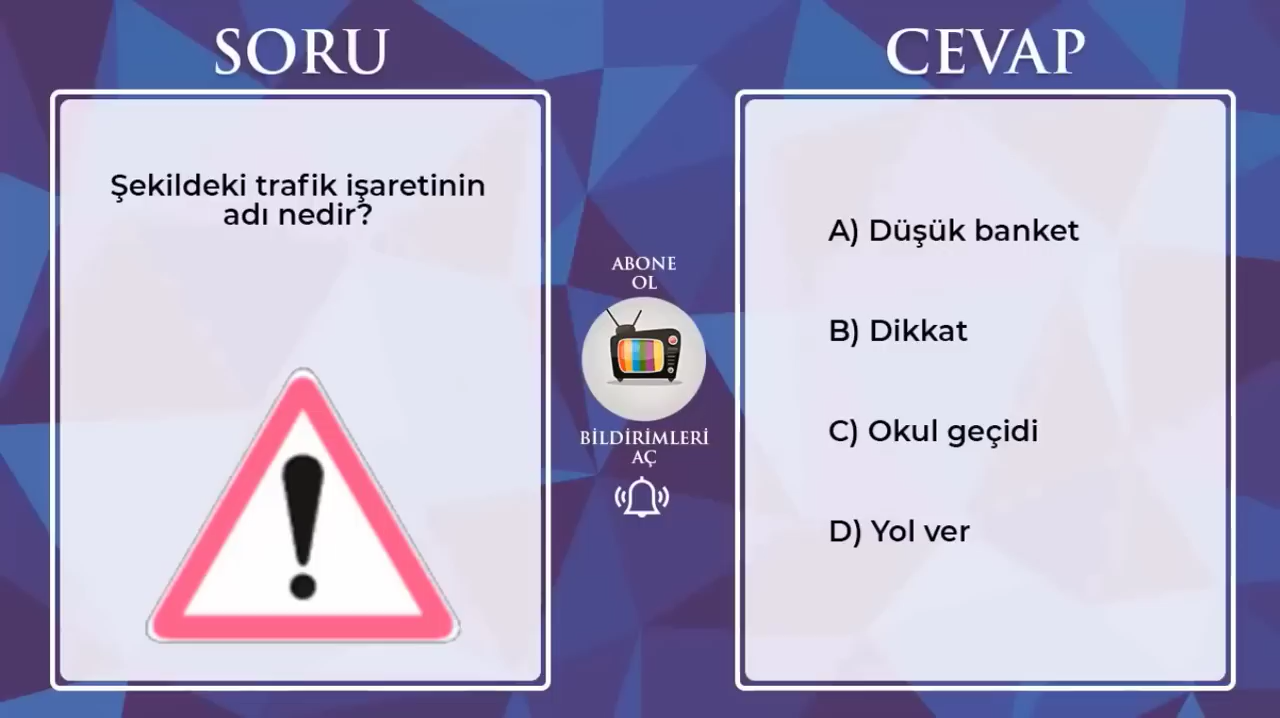 SORU
Şekildeki trafik işaretinin
adı nedir?
ABONE
OL
BİLDİRİMLERİ
AÇ
CEVAP
A) Düşük banket
B) Dikkat
C) Okul geçidi
D) Yol ver